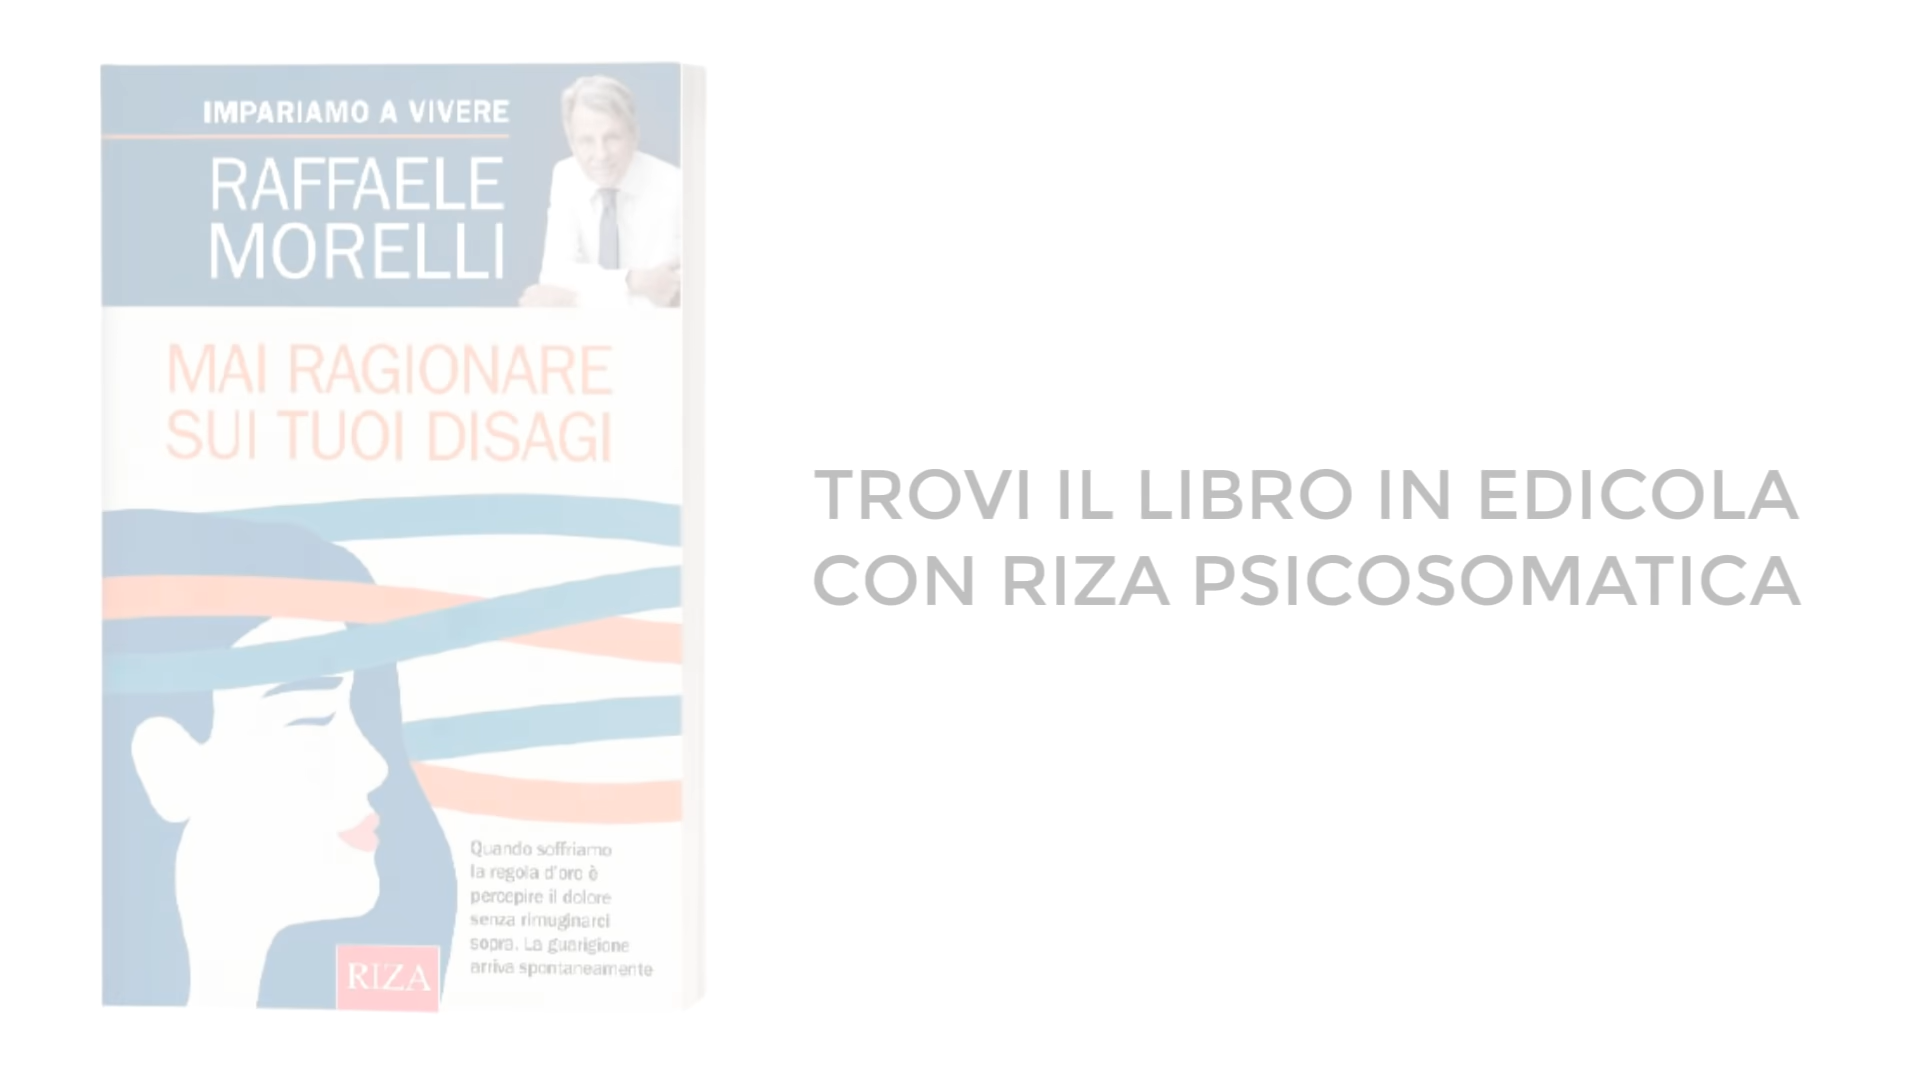 IMPARIAMO A VIVERE
RAFFAELE
MORELLI
MAI RAGIONARE
SUI TUOI DISAGI
Quando soffriamo
la regola d'oro è
percepire il dolore
senza rimuginarci
sopra. La guarigione
arriva spontaneamente
RIZA
TROVI IL LIBRO IN EDICOLA
CON RIZA PSICOSOMATICA